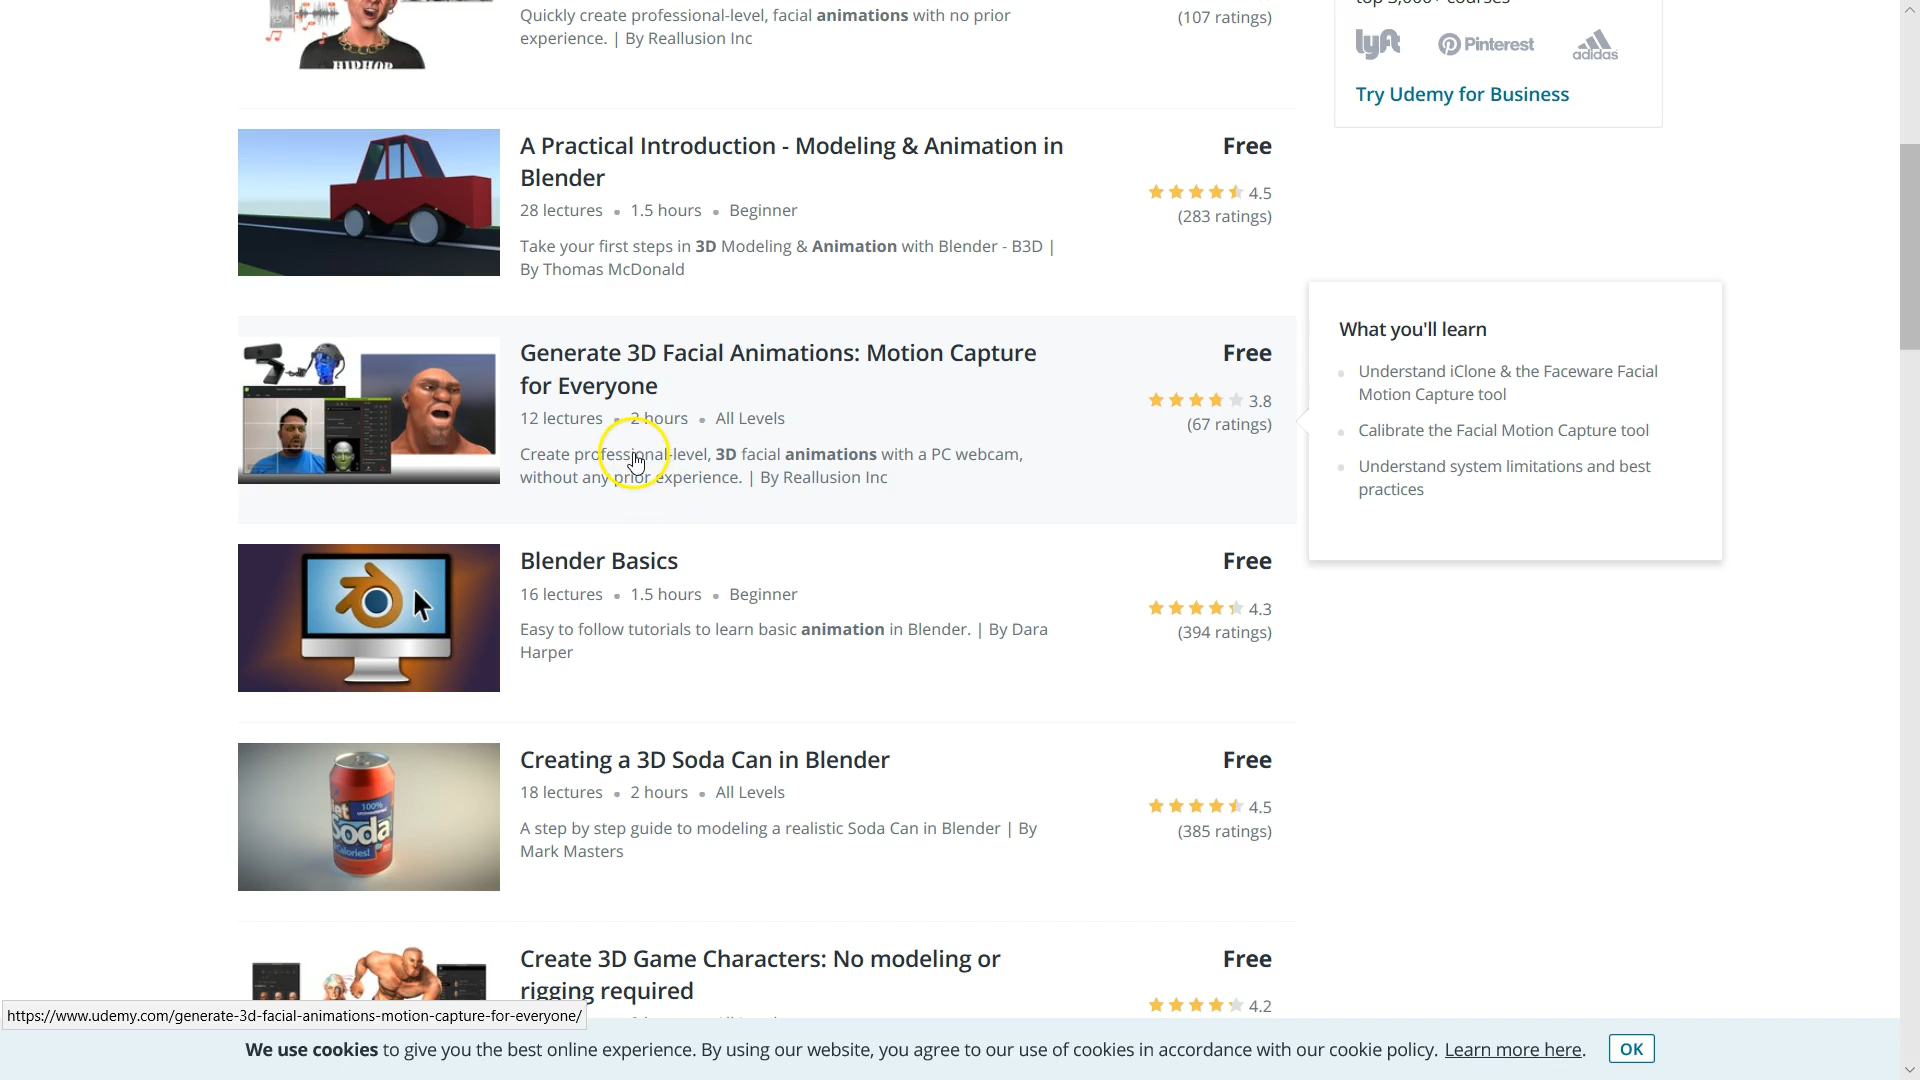 Quickly create professional-level, facial animations with no prior
experience. | By Reallusion Inc
(107 ratings)
HIPHOP
lyft
Pinterest
adidas
Try Udemy for Business
A Practical Introduction - Modeling & Animation in
Blender
28 lectures • 1.5 hours • Beginner
Take your first steps in 3D Modeling & Animation with Blender - B3D |
By Thomas McDonald
Free
4.5
(283 ratings)
Generate 3D Facial Animations: Motion Capture
for Everyone
12 lectures • 2 hours • All Levels
Create professional-level, 3D facial animations with a PC webcam,
without any prior experience. | By Reallusion Inc
Free
3.8
(67 ratings)
What you'll learn
Understand iClone & the Faceware Facial
Motion Capture tool
Calibrate the Facial Motion Capture tool
Understand system limitations and best
practices
Blender Basics
16 lectures • 1.5 hours • Beginner
Easy to follow tutorials to learn basic animation in Blender. | By Dara
Harper
Free
4.3
(394 ratings)
100%
Soda
Creating a 3D Soda Can in Blender
18 lectures • 2 hours • All Levels
A step by step guide to modeling a realistic Soda Can in Blender | By
Mark Masters
Free
4.5
(385 ratings)
Create 3D Game Characters: No modeling or
rigging required
Free
4.2
https://www.udemy.com/generate-3d-facial-animations-motion-capture-for-everyone/
We use cookies to give you the best online experience. By using our website, you agree to our use of cookies in accordance with our cookie policy. Learn more here.
OK